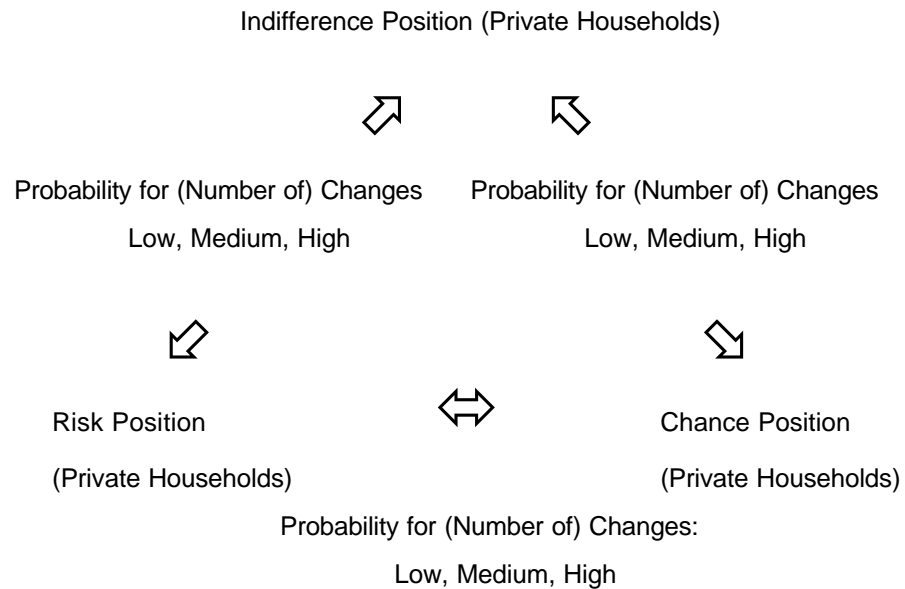 Indifference Position (Private Households)
Probability for (Number of) Changes
Low, Medium, High
Probability for (Number of) Changes
Low, Medium, High
Risk Position
(Private Households)
Chance Position
(Private Households)
Probability for (Number of) Changes:
Low, Medium, High